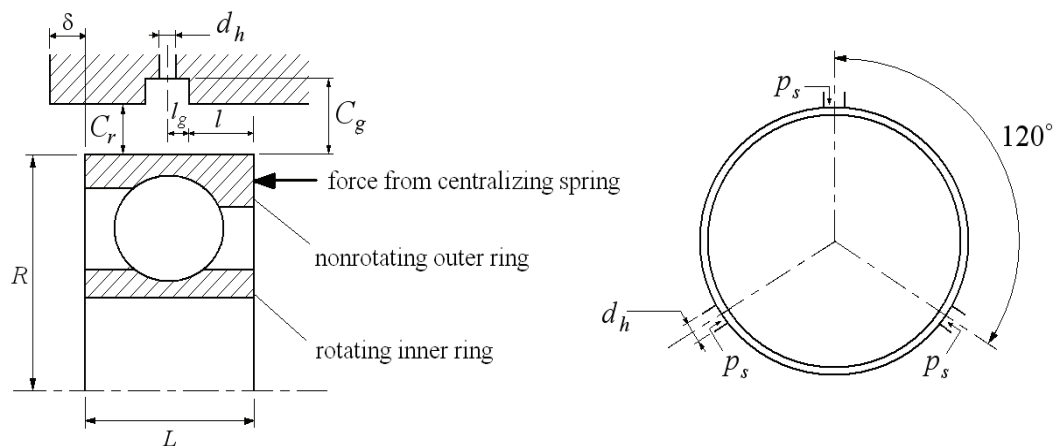 δ
d_h
l_g
l
C_r
C_g
force from centralizing spring
nonrotating outer ring
R
rotating inner ring
L
p_s
120°
d_h
p_s
p_s